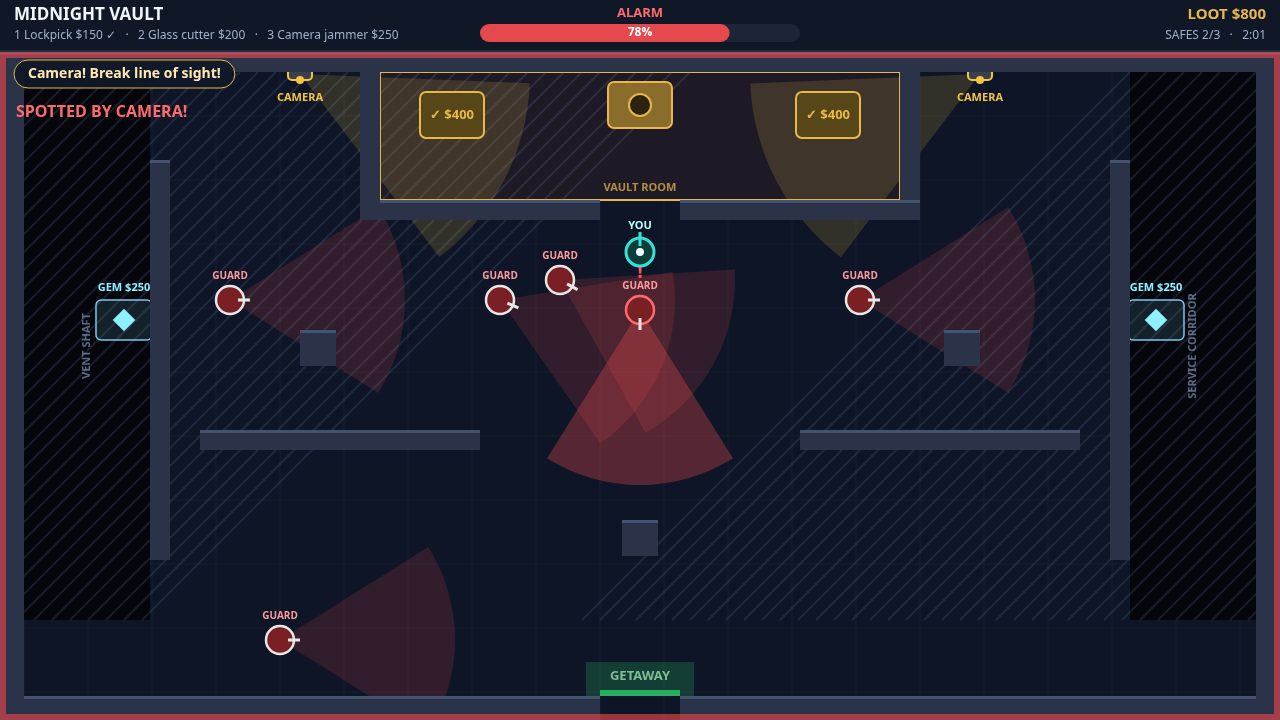 MIDNIGHT VAULT
1 Lockpick $150 ✓ · 2 Glass cutter $200 · 3 Camera jammer $250
ALARM
78%
LOOT $800
SAFES 2/3 · 2:01
Camera! Break line of sight!
SPOTTED BY CAMERA!
CAMERA
CAMERA
✓ $400
✓ $400
VAULT ROOM
YOU
GUARD
GUARD
GUARD
GUARD
GUARD
GEM $250
GEM $250
VENT SHAFT
SERVICE CORRIDOR
GUARD
GETAWAY